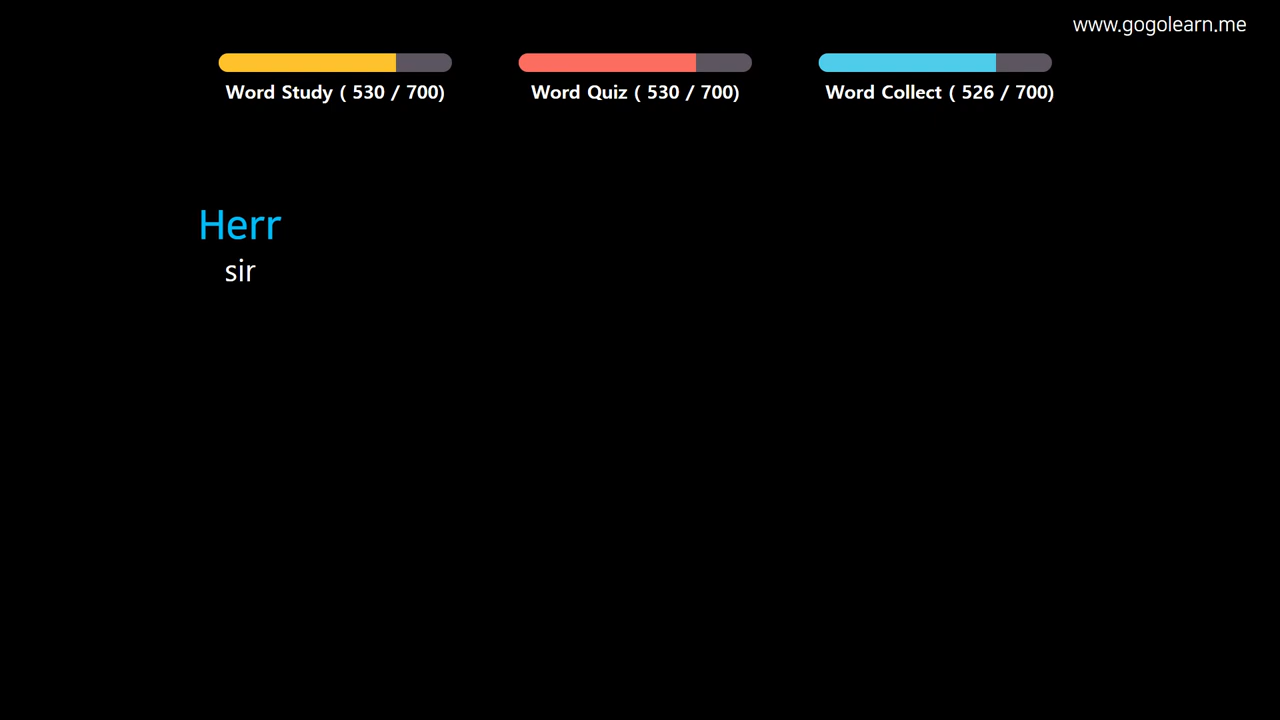 www.gogolearn.me
Word Study ( 530 / 700)
Word Quiz ( 530 / 700)
Word Collect ( 526 / 700)
Herr
sir